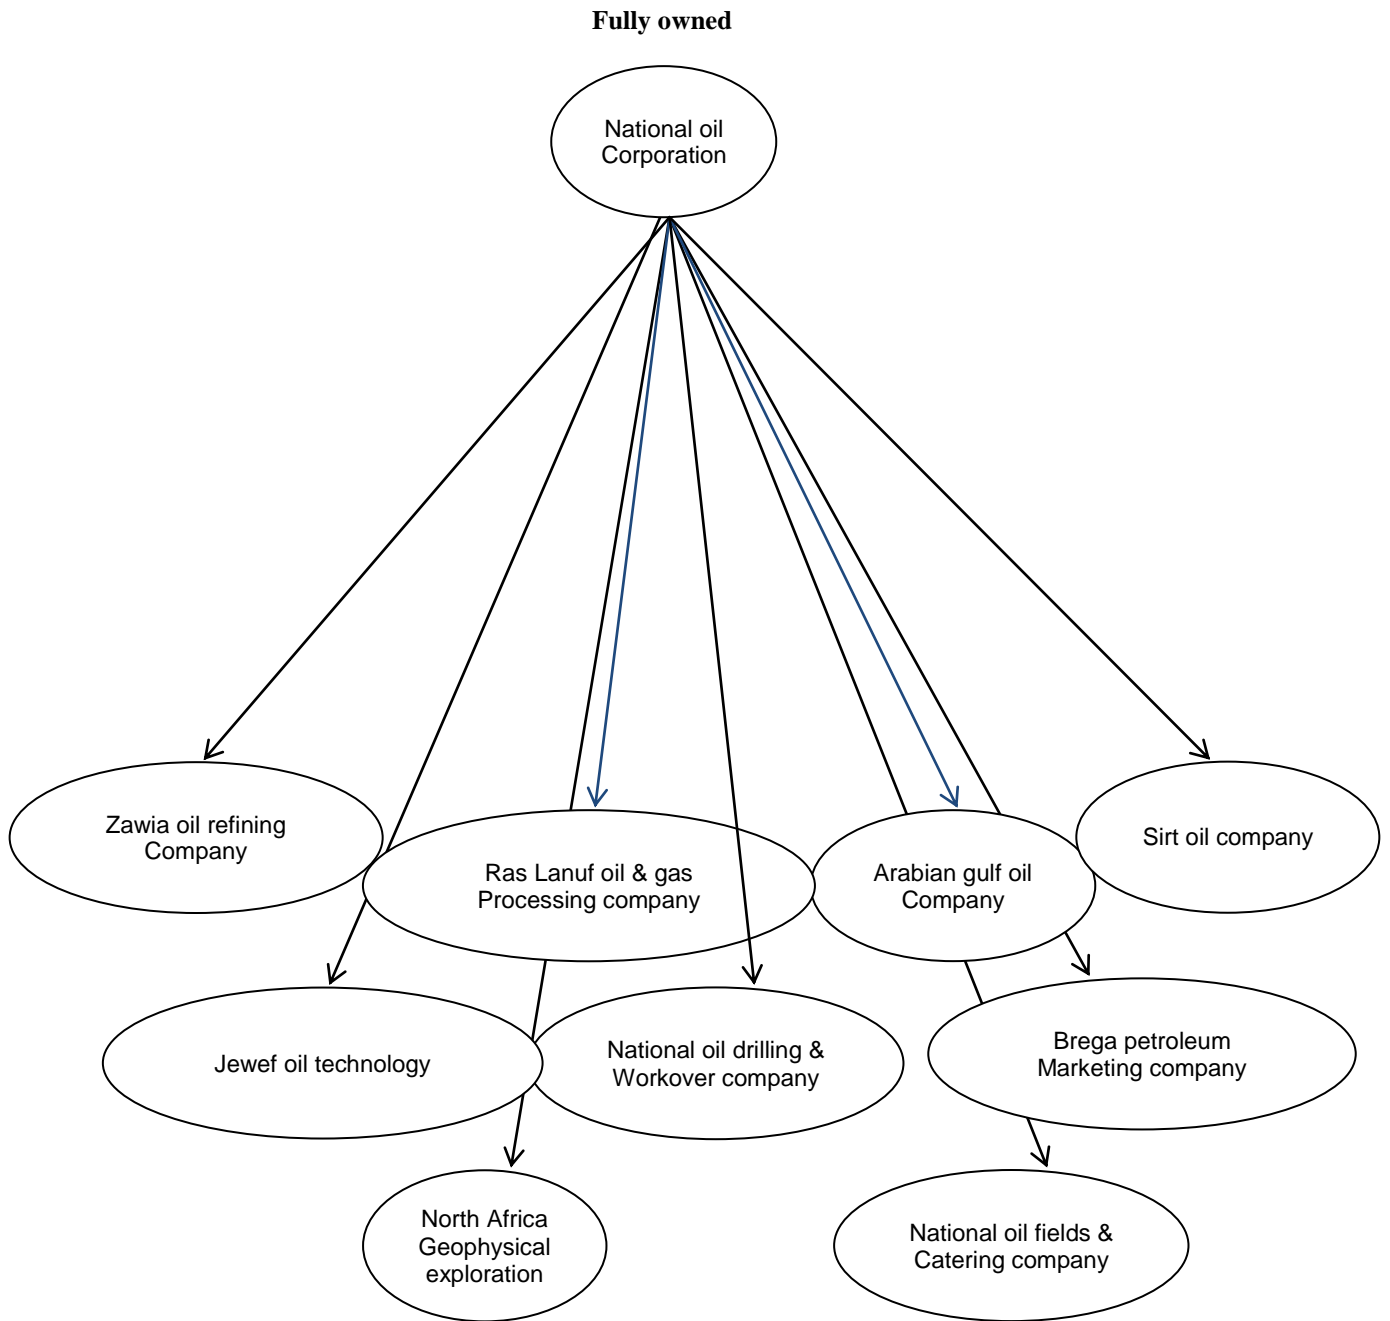 Fully owned
National oil
Corporation
Zawia oil refining
Company
Ras Lanuf oil & gas
Processing company
Arabian gulf oil
Company
Sirt oil company
Jewef oil technology
National oil drilling &
Workover company
Brega petroleum
Marketing company
North Africa
Geophysical
exploration
National oil fields &
Catering company